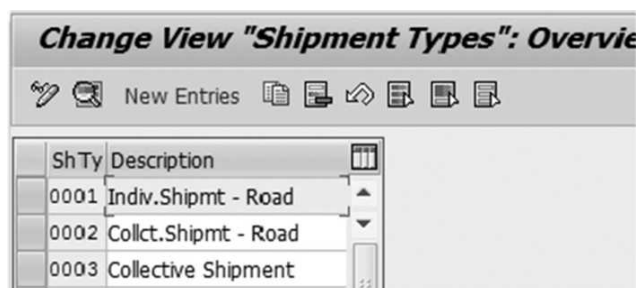 Change View "Shipment Types": Overvie
New Entries
ShTy Description
0001 Indiv.Shipmt - Road
0002 Collct.Shipmt - Road
0003 Collective Shipment